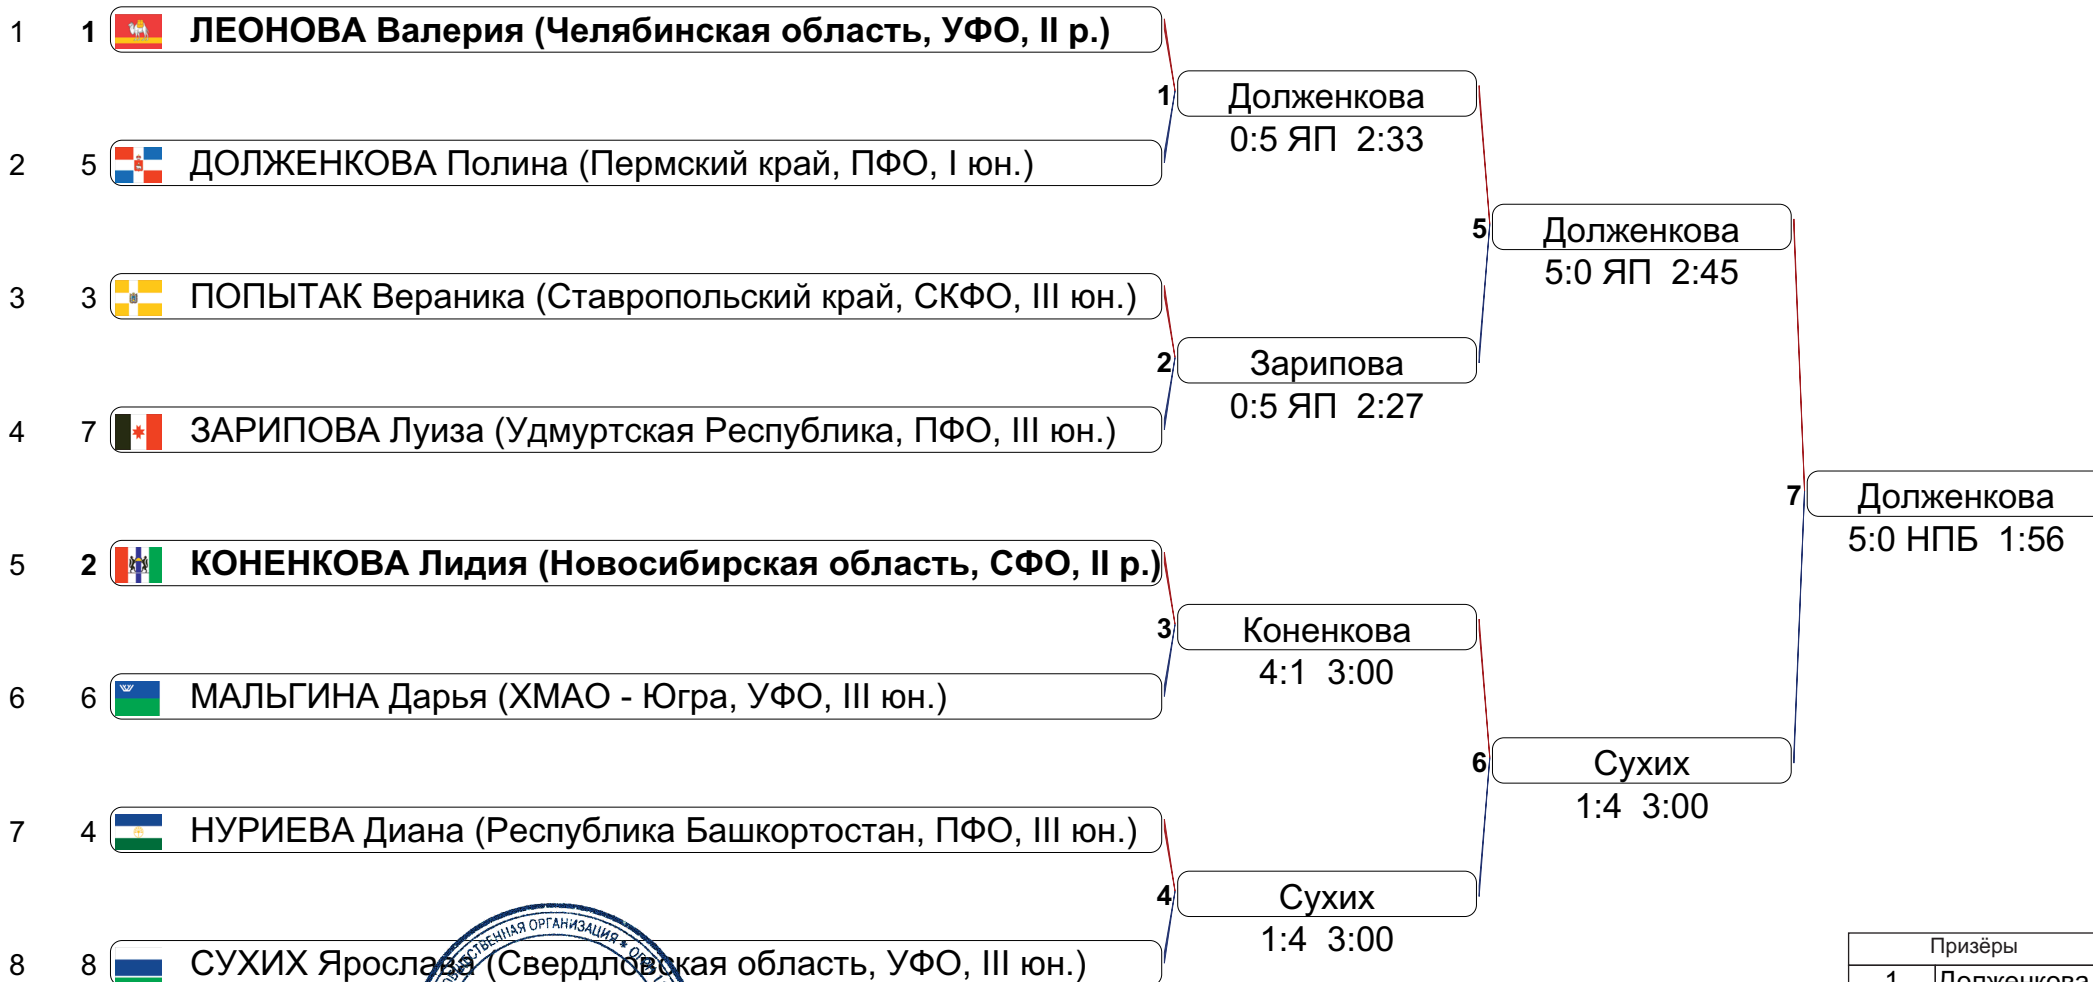 1 1 ЛЕОНОВА Валерия (Челябинская область, УФО, II р.)
1 Долженкова
0:5 ЯП 2:33
2 5 ДОЛЖЕНКОВА Полина (Пермский край, ПФО, I юн.)
5 Долженкова
5:0 ЯП 2:45
3 3 ПОПЫТАК Вераника (Ставропольский край, СКФО, III юн.)
2 Зарипова
0:5 ЯП 2:27
4 7 ЗАРИПОВА Луиза (Удмуртская Республика, ПФО, III юн.)
7 Долженкова
5:0 НПБ 1:56
5 2 КОНЕНКОВА Лидия (Новосибирская область, СФО, II р.)
3 Коненкова
4:1 3:00
6 6 МАЛЬГИНА Дарья (ХМАО - Югра, УФО, III юн.)
6 Сухих
1:4 3:00
7 4 НУРИЕВА Диана (Республика Башкортостан, ПФО, III юн.)
4 Сухих
1:4 3:00
ОРГАНИЗАЦИЯ
8 8 СУХИХ Ярослава (Свердловская область, УФО, III юн.)
Призёры
1 Долженкова